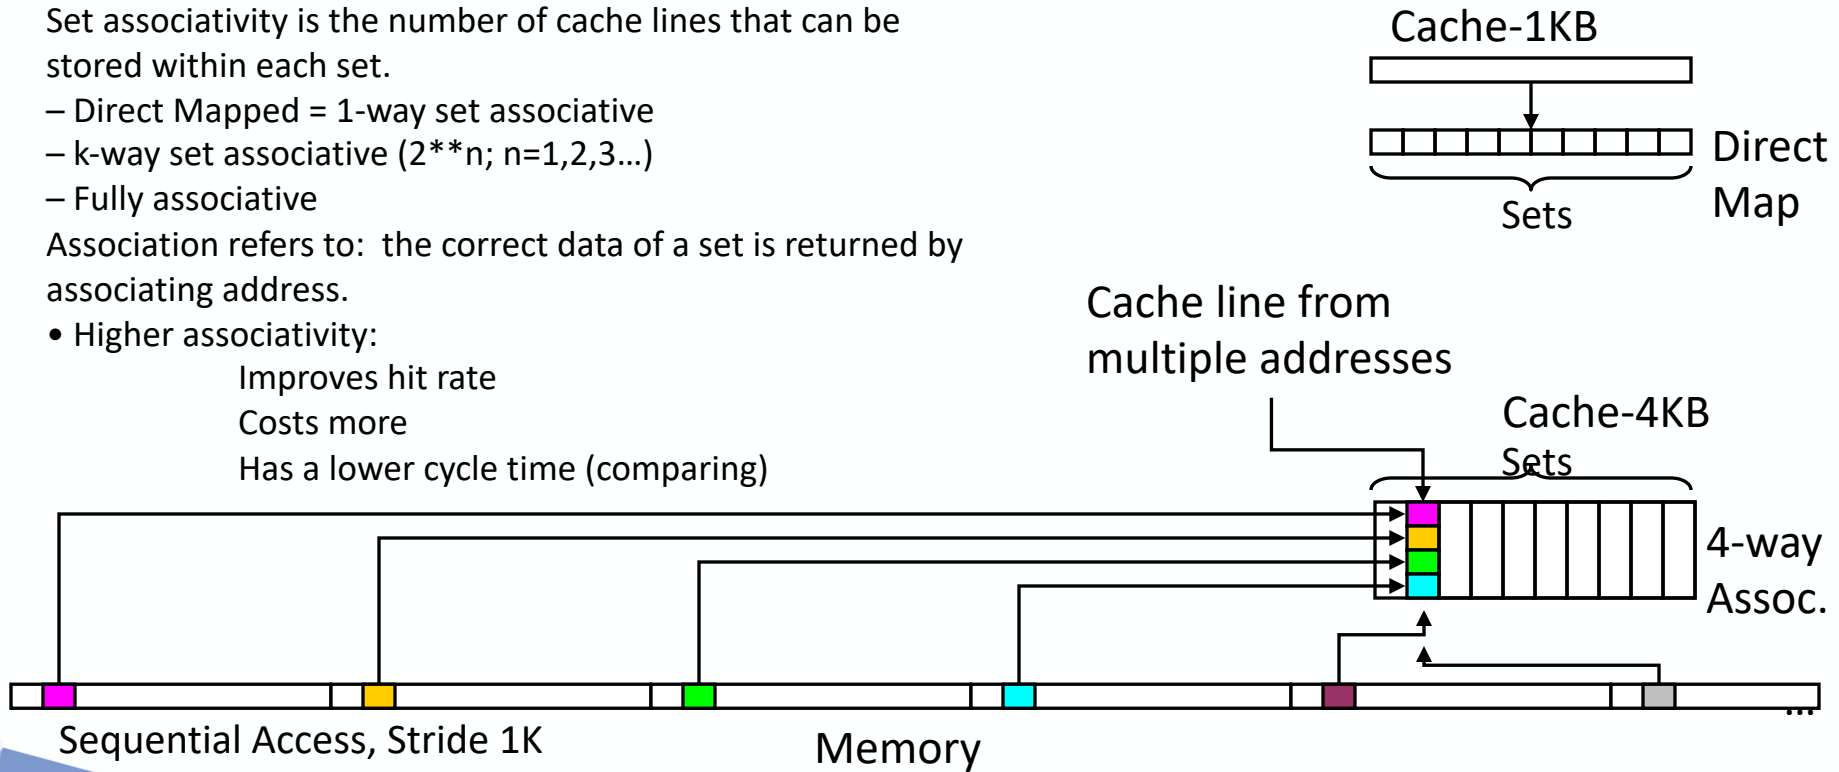 Set associativity is the number of cache lines that can be
stored within each set.
– Direct Mapped = 1-way set associative
– k-way set associative (2**n; n=1,2,3…)
– Fully associative
Association refers to:  the correct data of a set is returned by
associating address.
• Higher associativity:
Improves hit rate
Costs more
Has a lower cycle time (comparing)
Cache-1KB
Direct
Map
Sets
Cache line from
multiple addresses
Cache-4KB
Sets
4-way
Assoc.
...
Sequential Access, Stride 1K
Memory